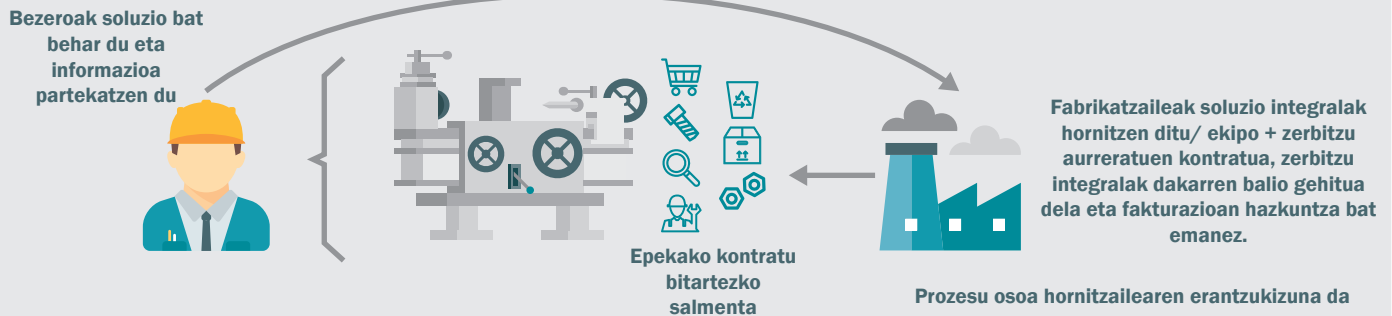 Bezeroak soluzio bat
behar du eta
informazioa
partekatzen du
Epekako kontratu
bitartezko
salmenta
Fabrikatzaileak soluzio integralak
hornitzen ditu/ ekipo + zerbitzu
aurreratuen kontratua, zerbitzu
integralak dakarren balio gehitua
dela eta fakturazioan hazkuntza bat
emanez.
Prozesu osoa hornitzailearen erantzukizuna da